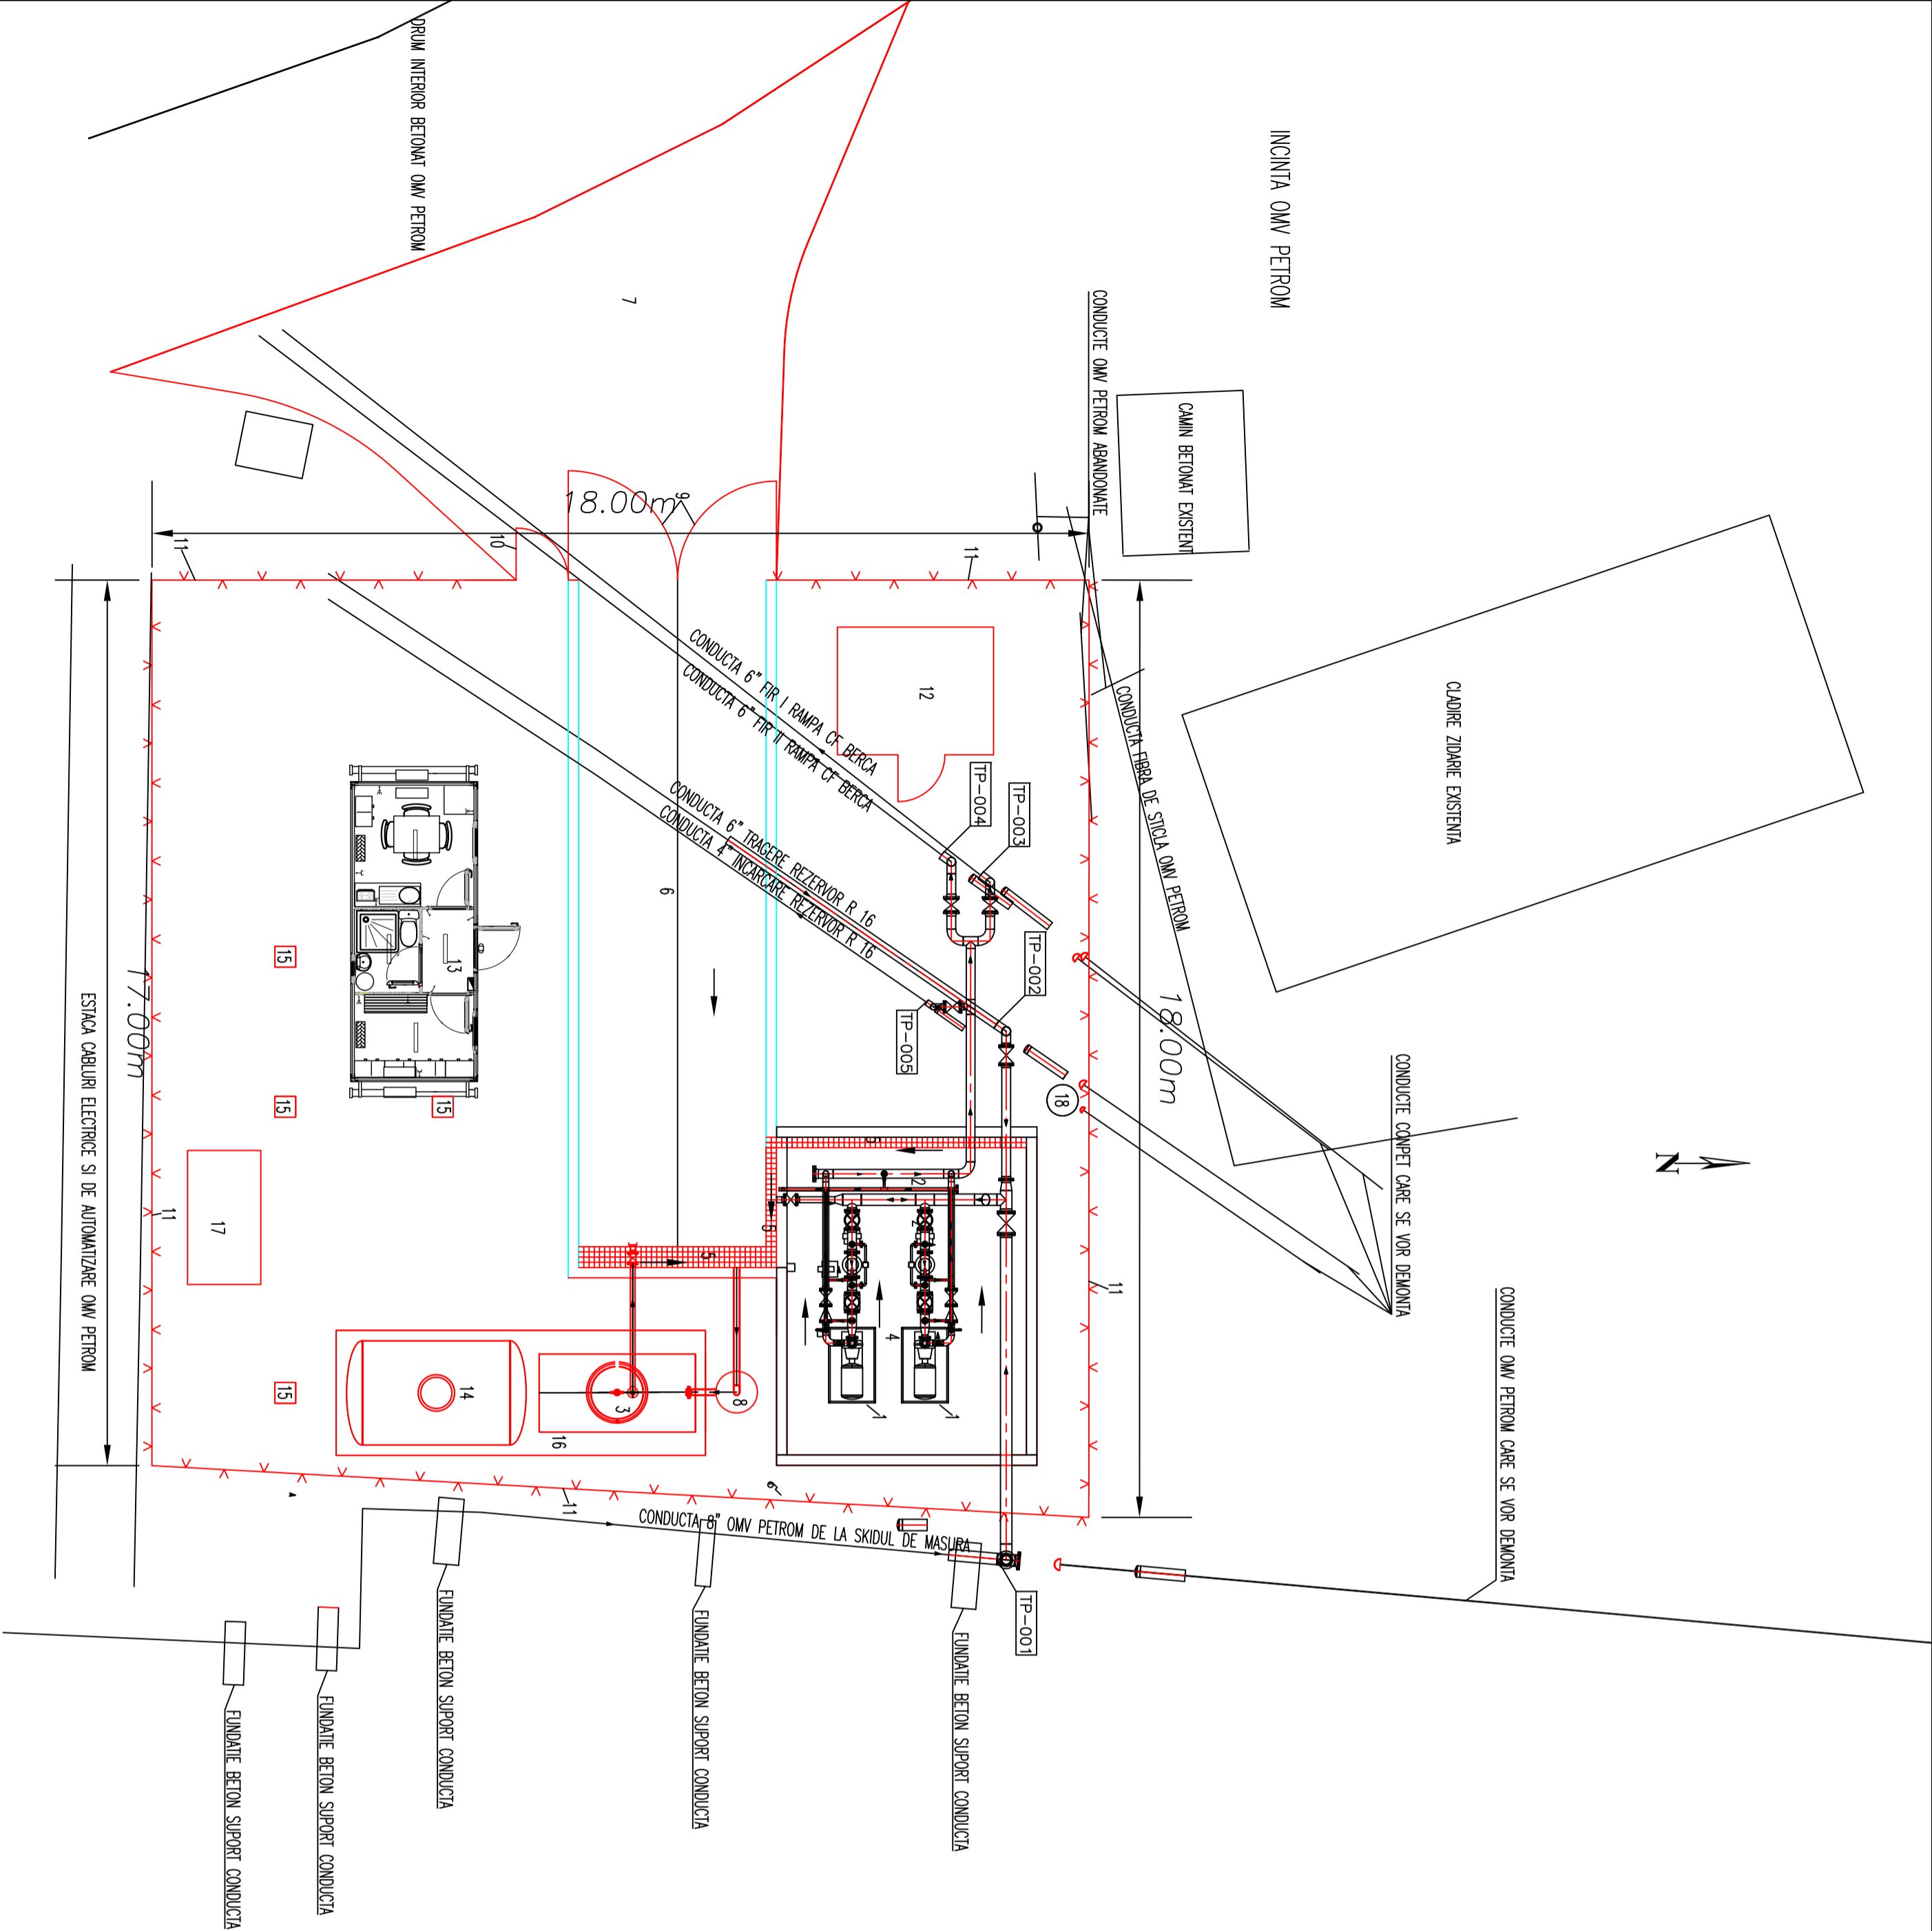 DRUM INTERIOR BETONAT OMV PETROM
INCINTA OMV PETROM
7
CONDUCTE OMV PETROM ABANDONATE
CAMIN BETONAT EXISTENT
CLADIRE ZIDARIE EXISTENTA
18.00m
9
10
11
11
CONDUCTA 6" FIR I RAMPA CF BERCA
CONDUCTA 6" FIR II RAMPA CF BERCA
12
CONDUCTA FIBRA DE STICLA OMV PETROM
TP-004
TP-003
CONDUCTA 6" TRAGERE REZERVOR R 16
CONDUCTA 4" INCARCARE REZERVOR R 16
6
TP-002
TP-005
18.00m
18
CONDUCTE CONPET CARE SE VOR DEMONTA
N
13
15
15
15
15
17.00m
ESTACA CABLURI ELECTRICE SI DE AUTOMATIZARE OMV PETROM
11
17
5
5
5
2
2
4
1
1
11
CONDUCTE OMV PETROM CARE SE VOR DEMONTA
14
3
8
16
11
CONDUCTA 8" OMV PETROM DE LA SKIDUL DE MASURA
TP-001
FUNDATIE BETON SUPORT CONDUCTA
FUNDATIE BETON SUPORT CONDUCTA
FUNDATIE BETON SUPORT CONDUCTA
FUNDATIE BETON SUPORT CONDUCTA
FUNDATIE BETON SUPORT CONDUCTA